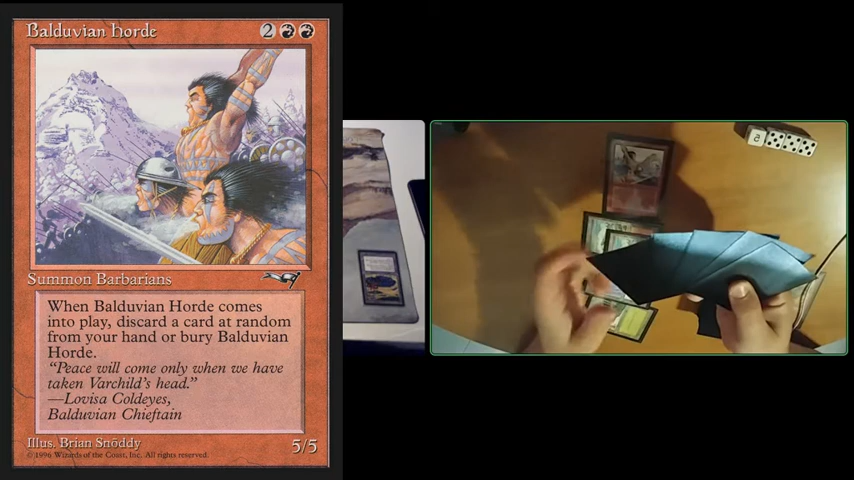 Balduvian Horde 2
Summon Barbarians
When Balduvian Horde comes
into play, discard a card at random
from your hand or bury Balduvian
Horde.
“Peace will come only when we have
taken Varchild's head.”
—Lovisa Coldeyes,
Balduvian Chieftain
Illus. Brian Snõddy 5/5
© 1996 Wizards of the Coast, Inc. All rights reserved.